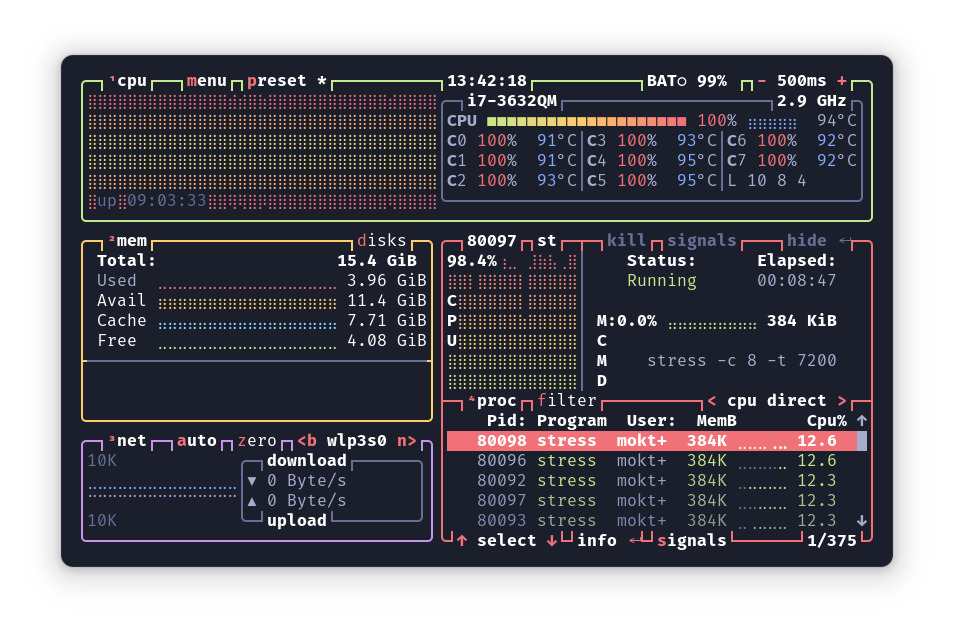 ¹cpu menu preset * 13:42:18 BAT○ 99% - 500ms +
i7-3632QM 2.9 GHz
CPU 100% 94°C
C0 100% 91°C C3 100% 93°C C6 100% 92°C
C1 100% 91°C C4 100% 95°C C7 100% 92°C
C2 100% 93°C C5 100% 95°C L 10 8 4
up 09:03:33
²mem disks
Total: 15.4 GiB
Used 3.96 GiB
Avail 11.4 GiB
Cache 7.71 GiB
Free 4.08 GiB
³net auto zero <b wlp3s0 n>
10K
download
▼ 0 Byte/s
▲ 0 Byte/s
10K
upload
80097 st kill signals hide ↵
98.4% Status: Elapsed:
Running 00:08:47
C
P M:0.0% 384 KiB
U C
M stress -c 8 -t 7200
D
⁴proc filter < cpu direct >
Pid: Program User: MemB Cpu% ↑
80098 stress mokt+ 384K 12.6
80096 stress mokt+ 384K 12.6
80092 stress mokt+ 384K 12.3
80097 stress mokt+ 384K 12.3
80093 stress mokt+ 384K 12.3 ↓
↑ select ↓ info ↵ signals 1/375